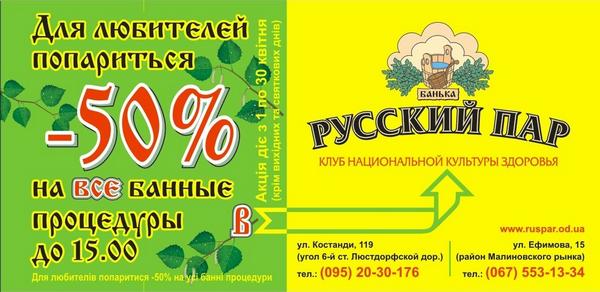 Для любителей
попариться
-50%
на все банные
процедуры
до 15.00
в
Для любителів попаритися -50% на усі банні процедури
Акція діє з 1 по 30 квітня
(крім вихідних та святкових днів)
БАНЬКА
РУССКИЙ ПАР
КЛУБ НАЦИОНАЛЬНОЙ КУЛЬТУРЫ ЗДОРОВЬЯ
www.ruspar.od.ua
ул. Костанди, 119
(угол 6-й ст. Люстдорфской дор.)
тел.: (095) 20-30-176
ул. Ефимова, 15
(район Малиновского рынка)
тел.: (067) 553-13-34